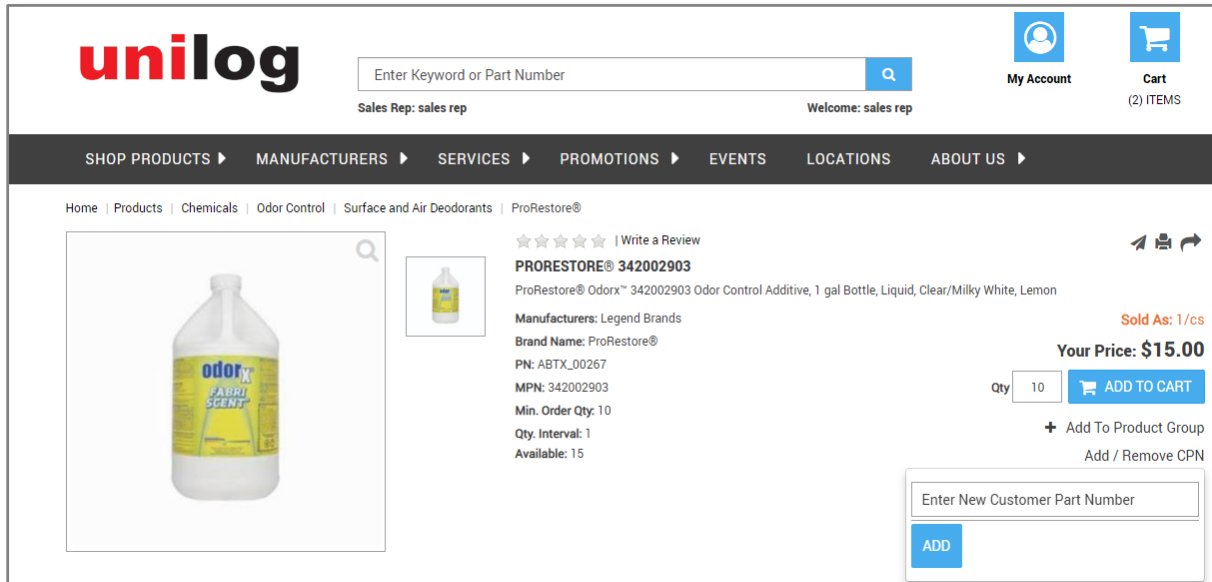 unilog
Enter Keyword or Part Number
Sales Rep: sales rep
Welcome: sales rep
My Account
Cart
(2) ITEMS
SHOP PRODUCTS MANUFACTURERS SERVICES PROMOTIONS EVENTS LOCATIONS ABOUT US
Home | Products | Chemicals | Odor Control | Surface and Air Deodorants | ProRestore®
odorx
FABRI
SCENT
| Write a Review
PRORESTORE® 342002903
ProRestore® Odorx™ 342002903 Odor Control Additive, 1 gal Bottle, Liquid, Clear/Milky White, Lemon
Manufacturers: Legend Brands
Brand Name: ProRestore®
PN: ABTX_00267
MPN: 342002903
Min. Order Qty: 10
Qty. Interval: 1
Available: 15
Sold As: 1/cs
Your Price: $15.00
Qty 10 ADD TO CART
+ Add To Product Group
Add / Remove CPN
Enter New Customer Part Number
ADD